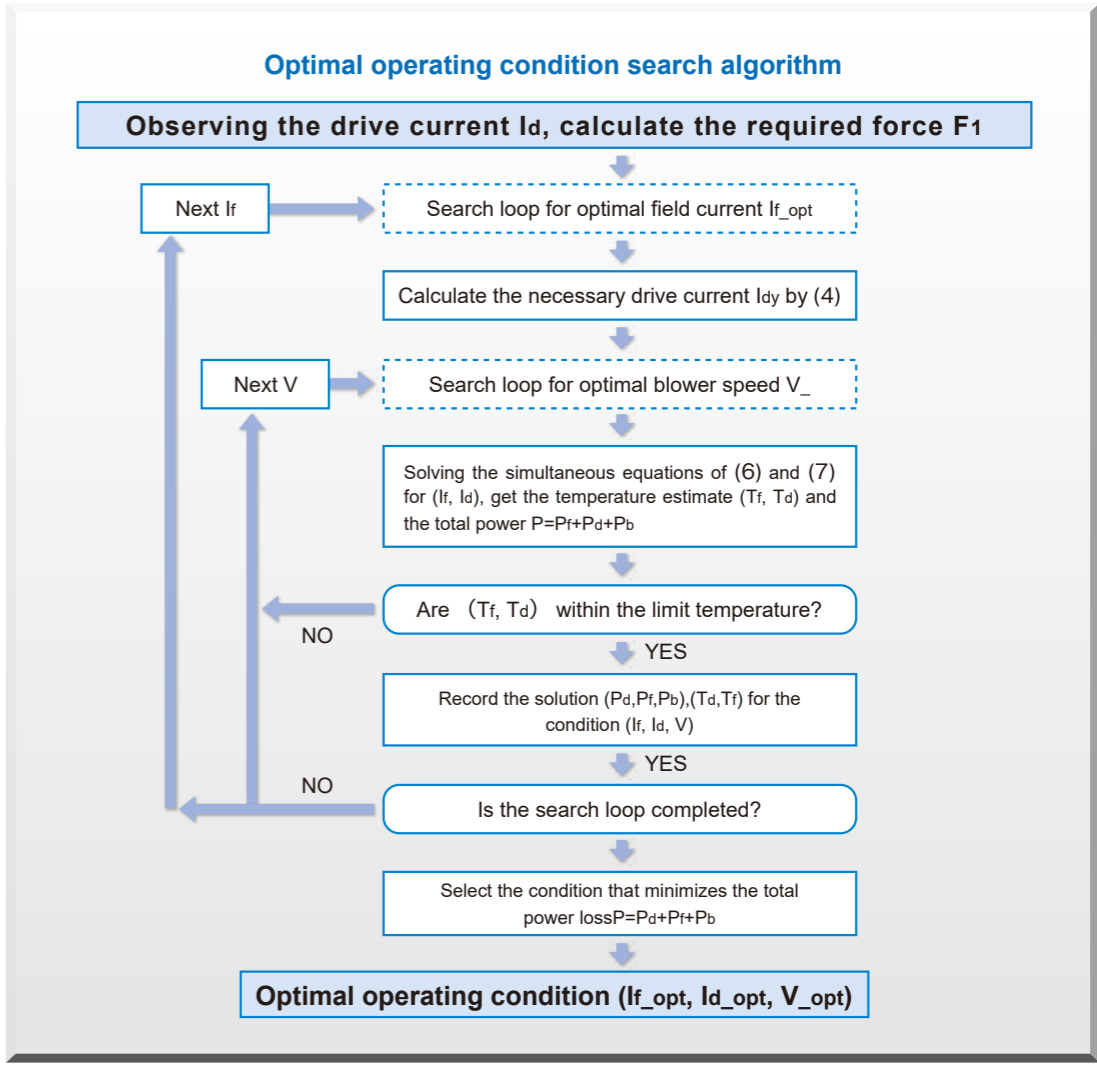 Optimal operating condition search algorithm
Observing the drive current Id, calculate the required force F1
Next If
Search loop for optimal field current If_opt
Calculate the necessary drive current Idy by (4)
Next V
Search loop for optimal blower speed V_
Solving the simultaneous equations of (6) and (7)
for (If, Id), get the temperature estimate (Tf, Td) and
the total power P=Pf+Pd+Pb
Are （Tf, Td） within the limit temperature?
NO
YES
Record the solution (Pd,Pf,Pb),(Td,Tf) for the
condition (If, Id, V)
YES
NO
Is the search loop completed?
Select the condition that minimizes the total
power lossP=Pd+Pf+Pb
Optimal operating condition (If_opt, Id_opt, V_opt)